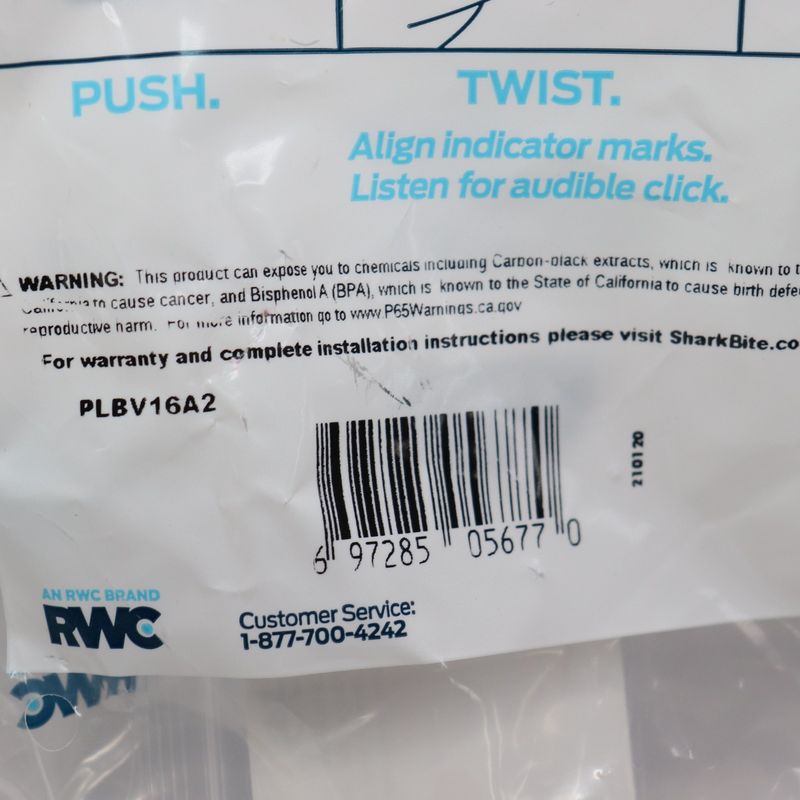 PUSH.
TWIST.
Align indicator marks.
Listen for audible click.
WARNING: This product can expose you to chemicals including Carbon-black extracts, which is known to t
California to cause cancer, and Bisphenol A (BPA), which is known to the State of California to cause birth defe
reproductive harm. For more information go to www.P65Warnings.ca.gov
For warranty and complete installation instructions please visit SharkBite.co
PLBV16A2
210120
6 97285 05677 0
AN RWC BRAND
RWC
Customer Service:
1-877-700-4242
RWC